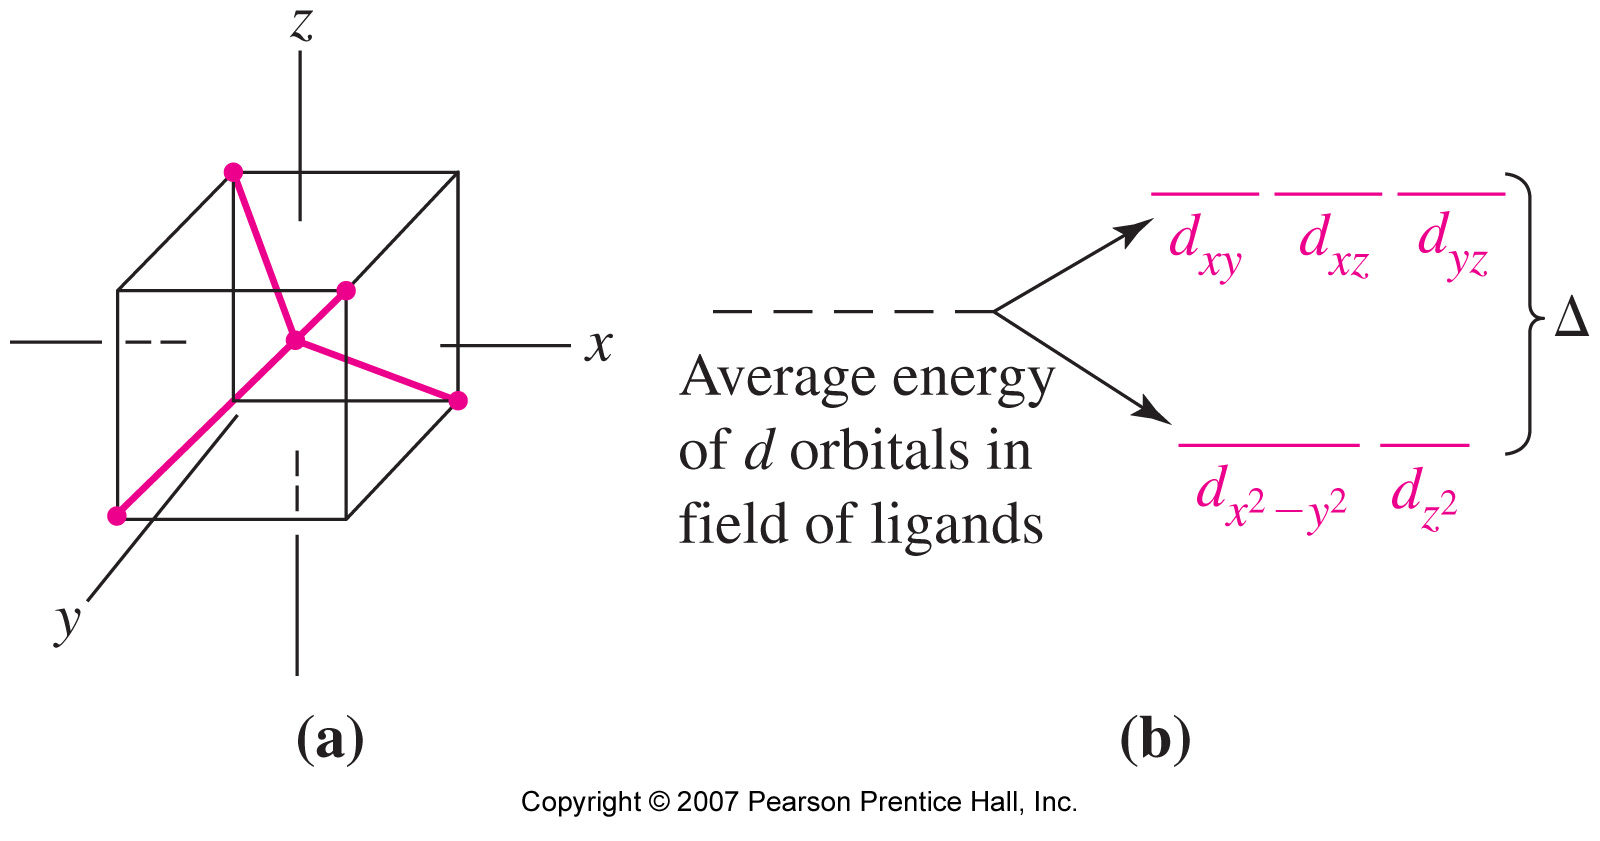 z
x
y
(a)
d_xy d_xz d_yz
Δ
Average energy
of d orbitals in
field of ligands
d_x²−y² d_z²
(b)
Copyright © 2007 Pearson Prentice Hall, Inc.